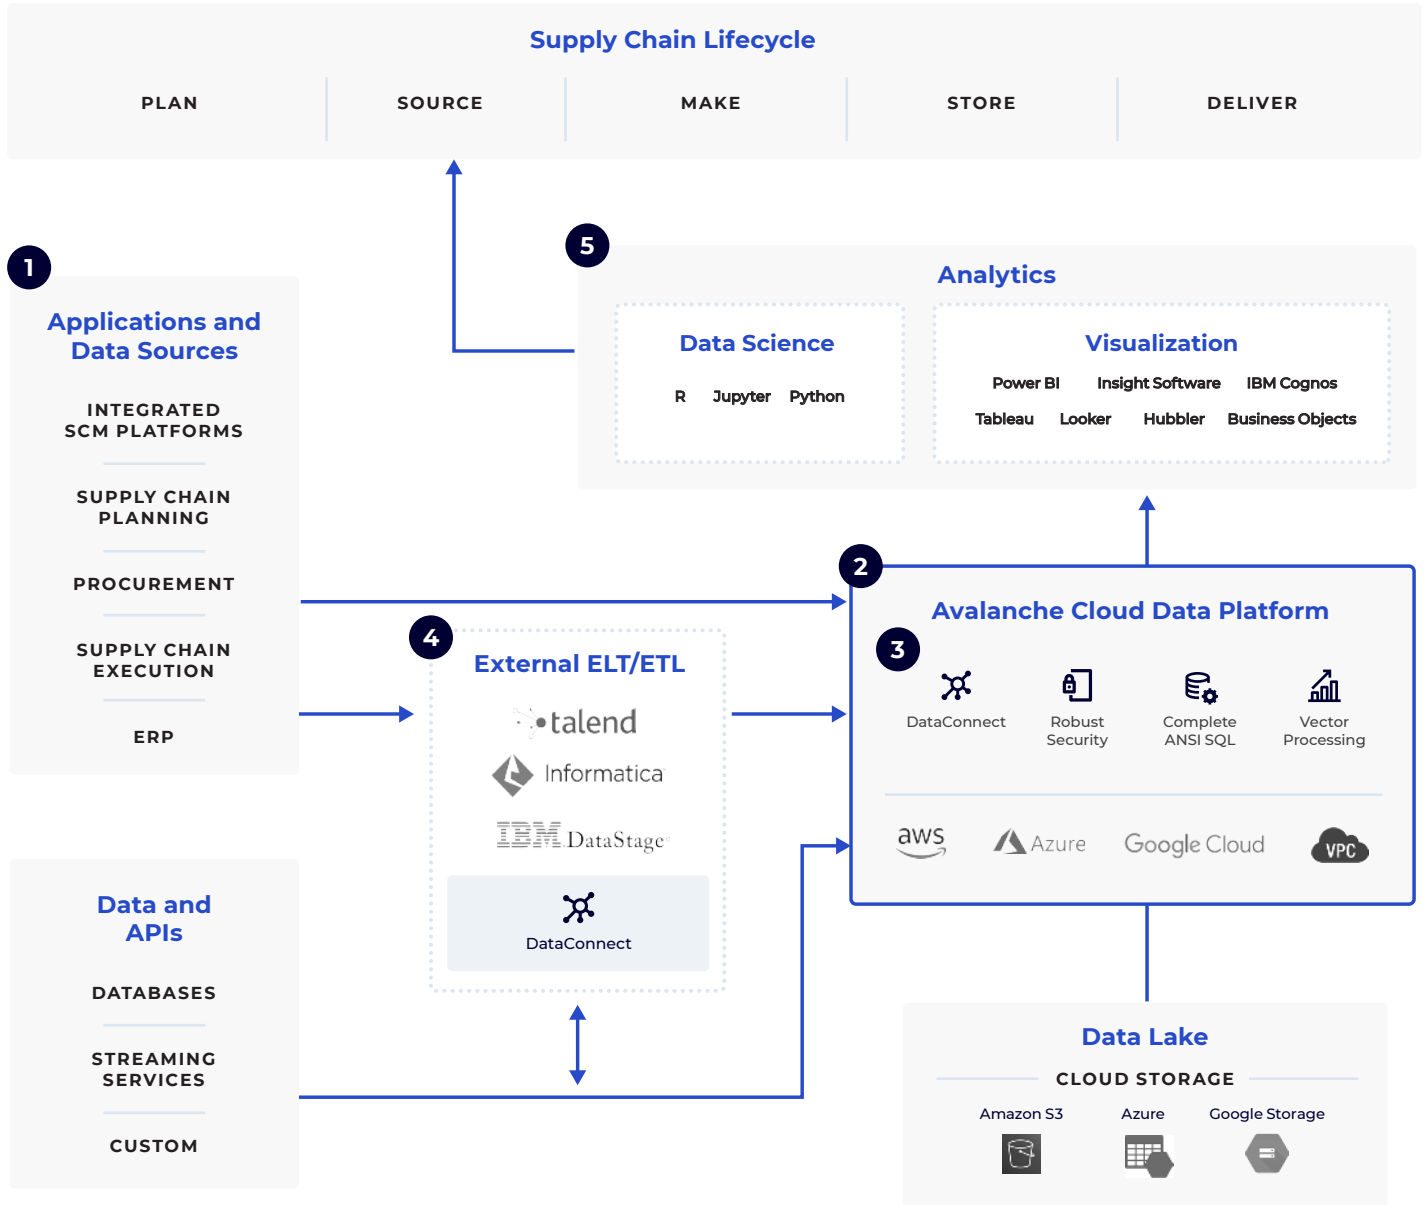 Supply Chain Lifecycle
PLAN
SOURCE
MAKE
STORE
DELIVER
1
Applications and
Data Sources
INTEGRATED
SCM PLATFORMS
SUPPLY CHAIN
PLANNING
PROCUREMENT
SUPPLY CHAIN
EXECUTION
ERP
Data and
APIs
DATABASES
STREAMING
SERVICES
CUSTOM
4
External ELT/ETL
talend
Informatica
IBM DataStage
DataConnect
5
Analytics
Data Science
R Jupyter Python
Visualization
Power BI Insight Software IBM Cognos
Tableau Looker Hubbler Business Objects
2
Avalanche Cloud Data Platform
3
DataConnect
Robust
Security
Complete
ANSI SQL
Vector
Processing
aws
Azure
Google Cloud
VPC
Data Lake
CLOUD STORAGE
Amazon S3 Azure Google Storage